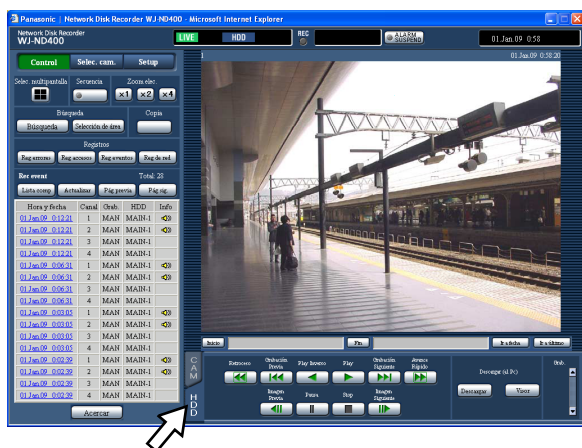 Panasonic | Network Disk Recorder WJ-ND400 - Microsoft Internet Explorer
Network Disk Recorder
WJ-ND400
LIVE HDD REC ALARM SUSPEND 01.Jan.09 0:58
Control Selec. cam. Setup
1 01.Jan.09 0:58:20
Selec. multipantalla Secuencia Zoom elec.
x1 x2 x4
Búsqueda Copia
Búsqueda Selección de área
Registros
Reg errores Reg accesos Reg eventos Reg de red
Rec event Total: 28
Lista comp Actualizar Pág previa Pág sig.
Hora y fecha Canal Grab. HDD Info
01.Jan.09 0:12:21 1 MAN MAIN-1
01.Jan.09 0:12:21 2 MAN MAIN-1
01.Jan.09 0:12:21 3 MAN MAIN-1
01.Jan.09 0:12:21 4 MAN MAIN-1
01.Jan.09 0:06:31 1 MAN MAIN-1
01.Jan.09 0:06:31 2 MAN MAIN-1
01.Jan.09 0:06:31 3 MAN MAIN-1
01.Jan.09 0:06:31 4 MAN MAIN-1
01.Jan.09 0:03:05 1 MAN MAIN-1
01.Jan.09 0:03:05 2 MAN MAIN-1
01.Jan.09 0:03:05 3 MAN MAIN-1
01.Jan.09 0:03:05 4 MAN MAIN-1
01.Jan.09 0:02:39 1 MAN MAIN-1
01.Jan.09 0:02:39 2 MAN MAIN-1
01.Jan.09 0:02:39 3 MAN MAIN-1
01.Jan.09 0:02:39 4 MAN MAIN-1
Acercar
Inicio Fin Ir a fecha Ir a último
CAM
HDD
Retroceso Grabación Previa Play Inverso Play Grabación Siguiente Avance Rápido
Imagen Previa Pausa Stop Imagen Siguiente
Descargar (al Pc)
Descargar Visor
Grab.